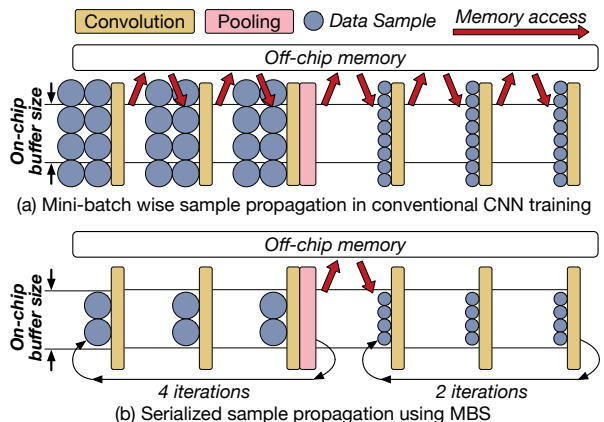 Convolution Pooling Data Sample Memory access
Off-chip memory
On-chip
buffer size
(a) Mini-batch wise sample propagation in conventional CNN training
Off-chip memory
On-chip
buffer size
4 iterations 2 iterations
(b) Serialized sample propagation using MBS